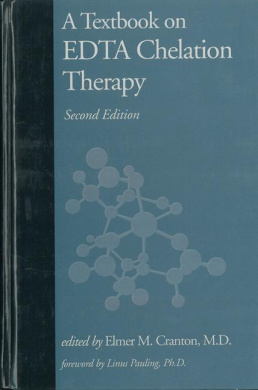 A Textbook on
EDTA Chelation
Therapy
Second Edition
edited by Elmer M. Cranton, M.D.
foreword by Linus Pauling, Ph.D.